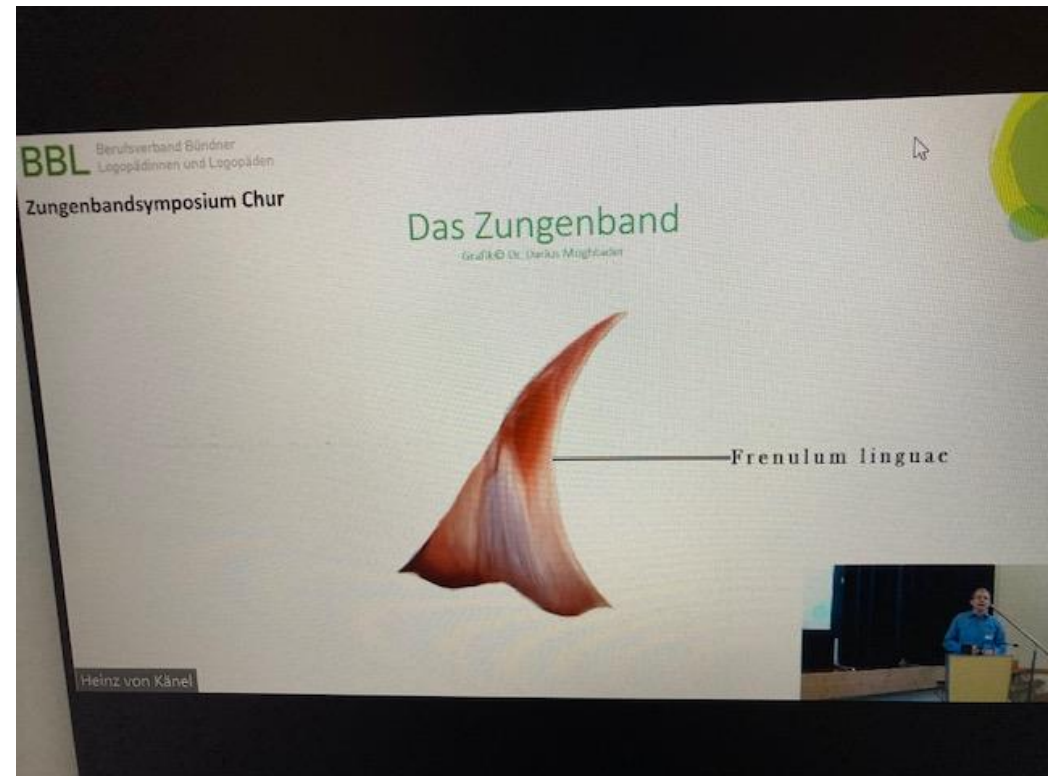 BBL
Berufsverband Bündner
Logopädinnen und Logopäden
Zungenbandsymposium Chur
Das Zungenband
Grafik© Dr. Darius Moghtader
Frenulum linguae
Heinz von Känel